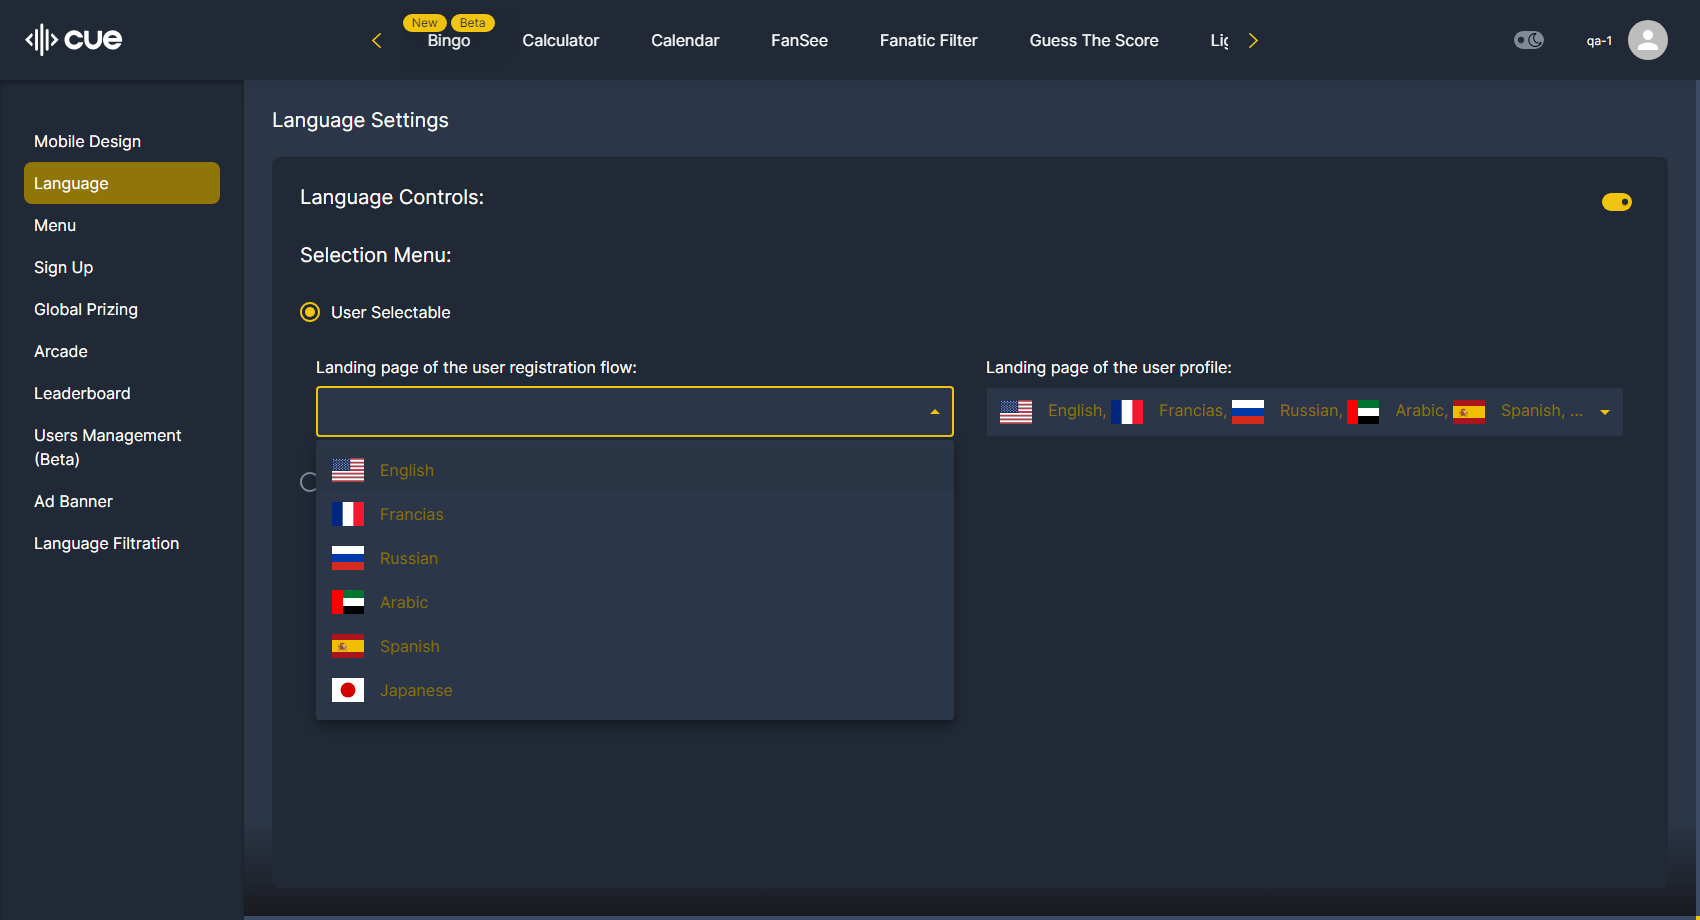 cue
New Beta
Bingo Calculator Calendar FanSee Fanatic Filter Guess The Score
qa-1
Mobile Design
Language
Menu
Sign Up
Global Prizing
Arcade
Leaderboard
Users Management
(Beta)
Ad Banner
Language Filtration
Language Settings
Language Controls:
Selection Menu:
User Selectable
Landing page of the user registration flow:
English
Francias
Russian
Arabic
Spanish
Japanese
Landing page of the user profile:
English, Francias, Russian, Arabic, Spanish, ...